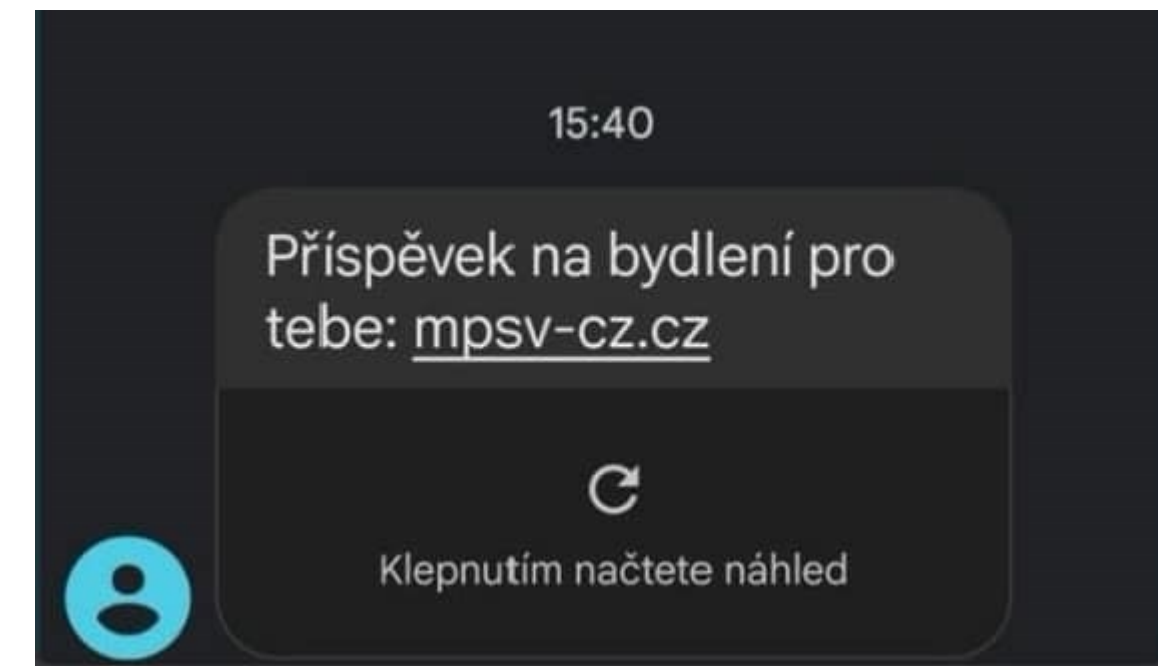 15:40
Příspěvek na bydlení pro
tebe: mpsv-cz.cz
Klepnutím načtete náhled